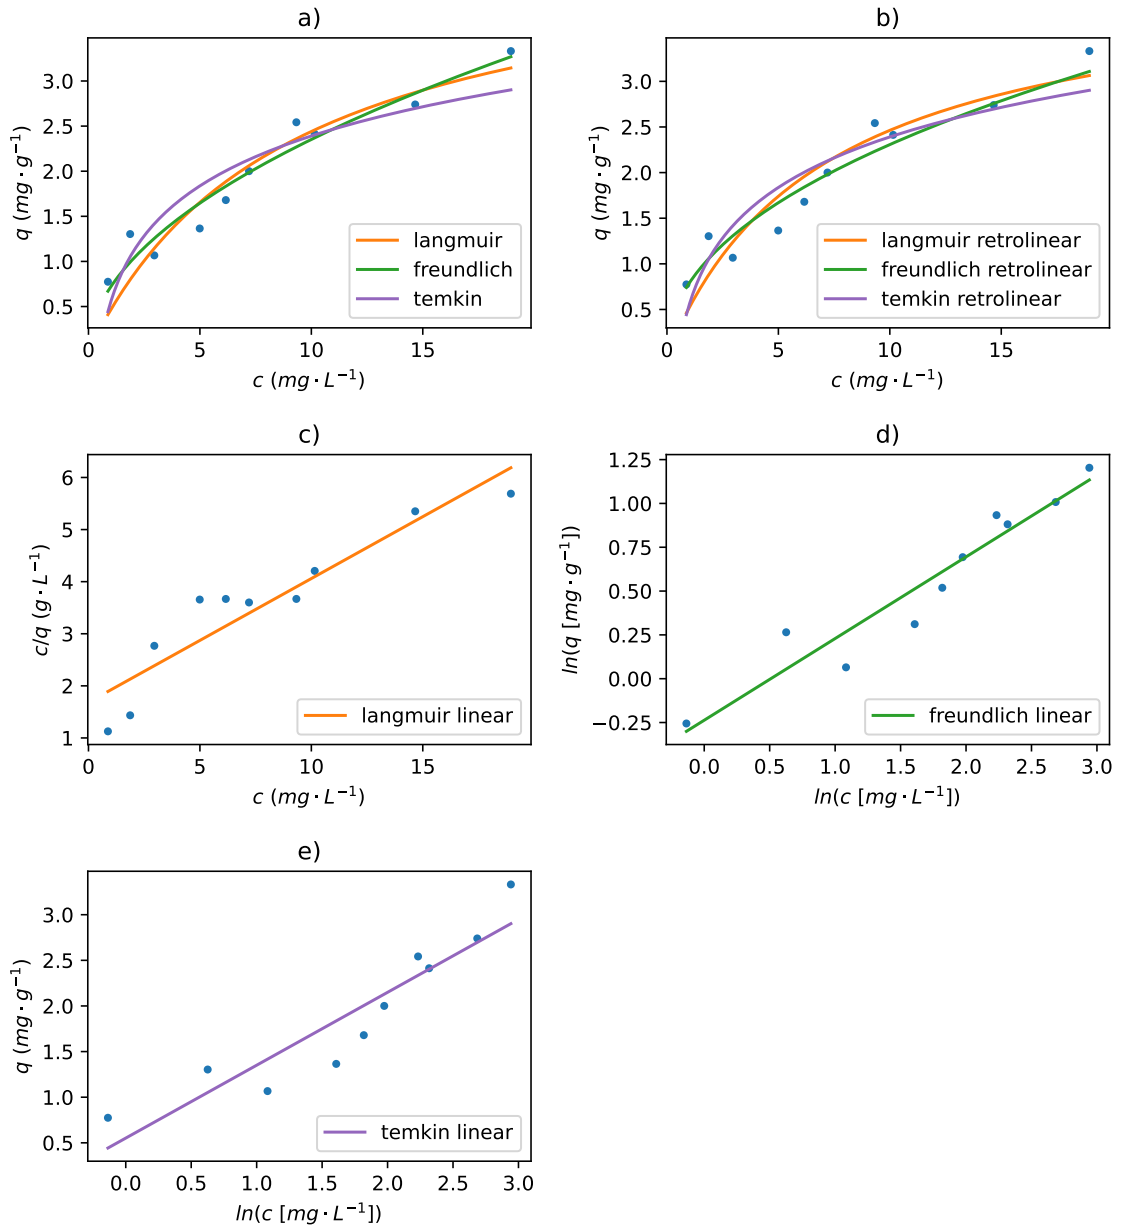 a)
q (mg · g⁻¹)
3.0
2.5
2.0
1.5
1.0
0.5
langmuir
freundlich
temkin
0 5 10 15
c (mg · L⁻¹)
b)
q (mg · g⁻¹)
3.0
2.5
2.0
1.5
1.0
0.5
langmuir retrolinear
freundlich retrolinear
temkin retrolinear
0 5 10 15
c (mg · L⁻¹)
c)
c/q (g · L⁻¹)
6
5
4
3
2
1
langmuir linear
0 5 10 15
c (mg · L⁻¹)
d)
ln(q [mg · g⁻¹])
1.25
1.00
0.75
0.50
0.25
0.00
−0.25
freundlich linear
0.0 0.5 1.0 1.5 2.0 2.5 3.0
ln(c [mg · L⁻¹])
e)
q (mg · g⁻¹)
3.0
2.5
2.0
1.5
1.0
0.5
temkin linear
0.0 0.5 1.0 1.5 2.0 2.5 3.0
ln(c [mg · L⁻¹])